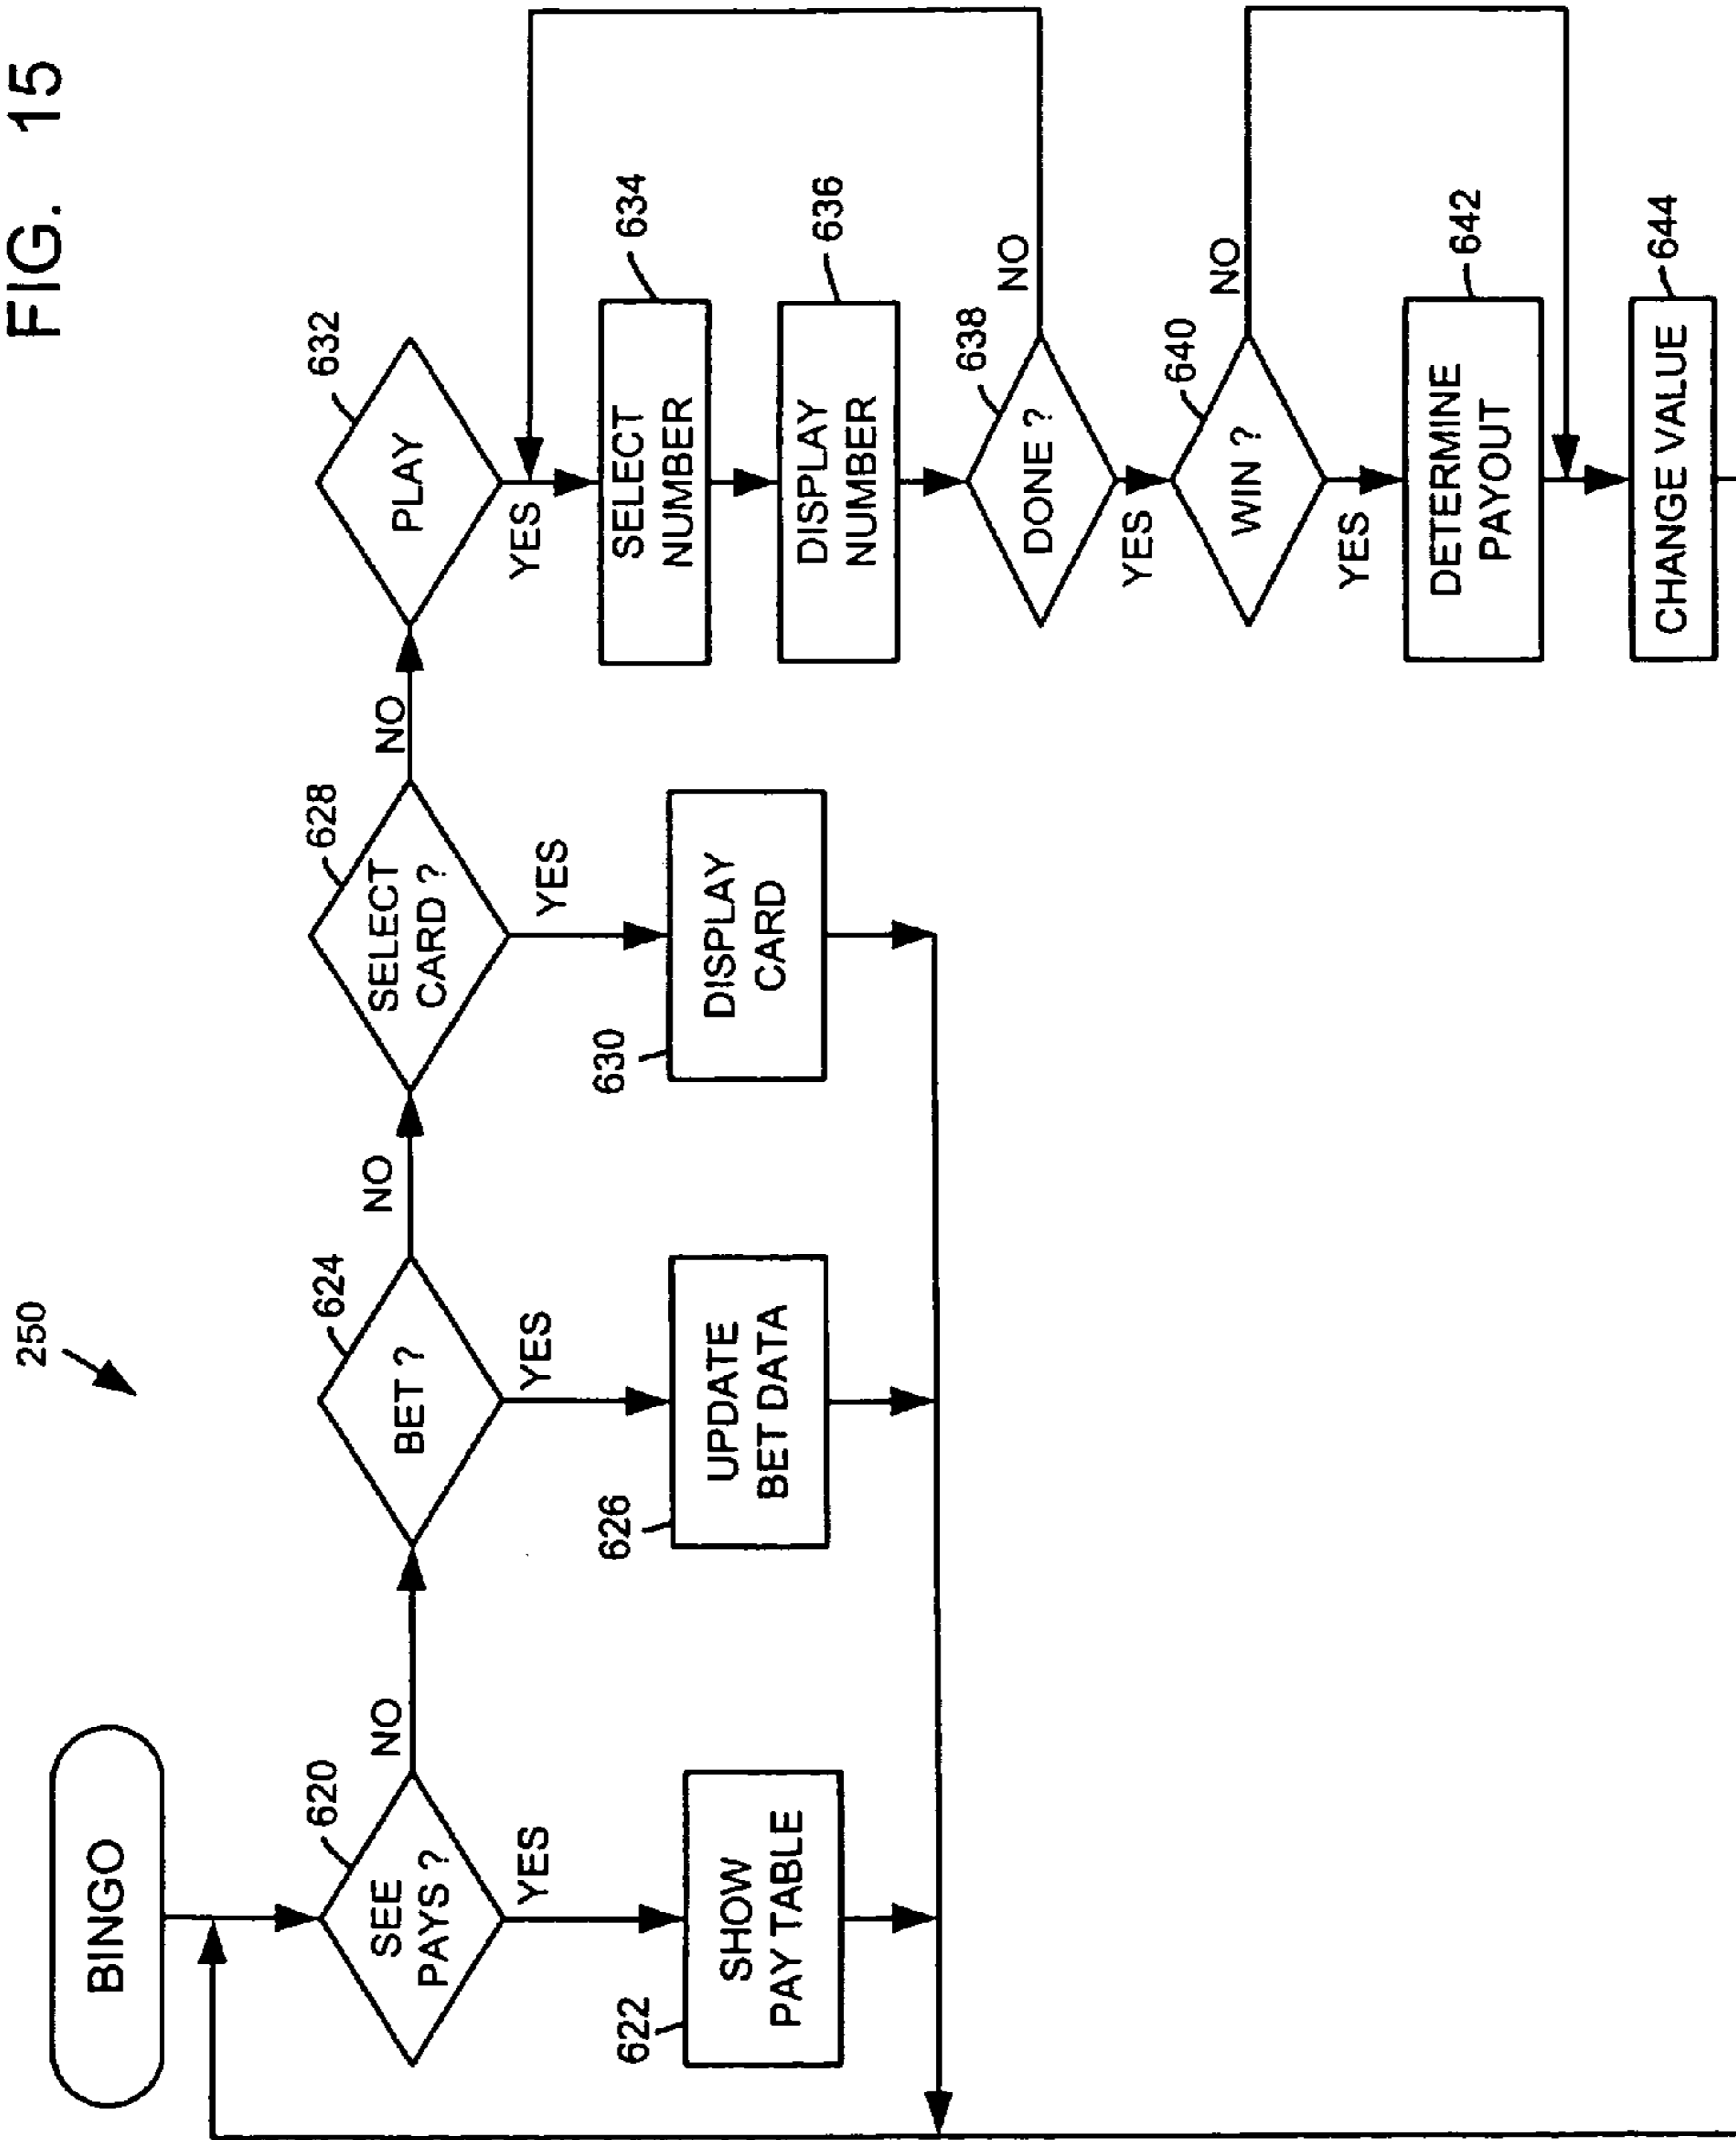 FIG. 15
250
BINGO
620
SEE
PAYS ?
NO
YES
622
SHOW
PAY TABLE
624
BET ?
NO
YES
626
UPDATE
BET DATA
628
SELECT
CARD ?
NO
YES
630
DISPLAY
CARD
632
PLAY
YES
634
SELECT
NUMBER
636
DISPLAY
NUMBER
638
DONE ?
NO
YES
640
WIN ?
NO
YES
642
DETERMINE
PAYOUT
644
CHANGE VALUE